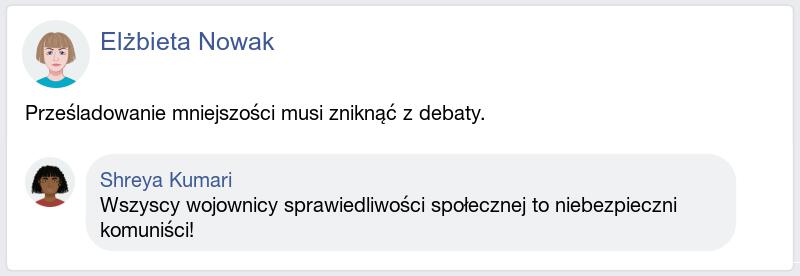 Elżbieta Nowak
Prześladowanie mniejszości musi zniknąć z debaty.
Shreya Kumari
Wszyscy wojownicy sprawiedliwości społecznej to niebezpieczni
komuniści!